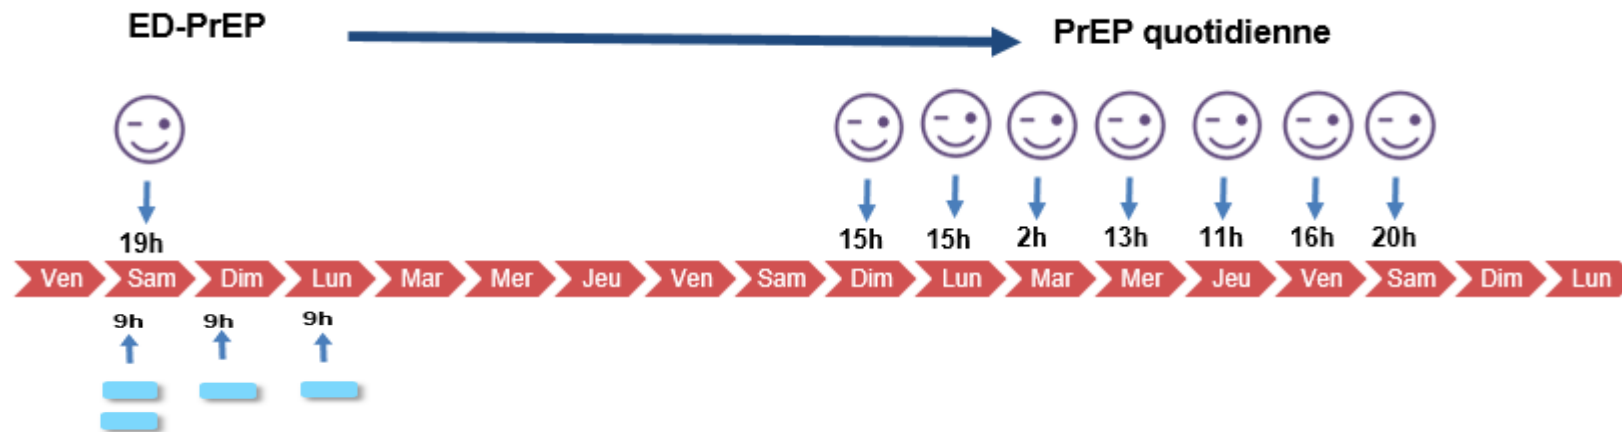 ED-PrEP
PrEP quotidienne
19h 15h 15h 2h 13h 11h 16h 20h
Ven Sam Dim Lun Mar Mer Jeu Ven Sam Dim Lun Mar Mer Jeu Ven Sam Dim Lun
9h 9h 9h